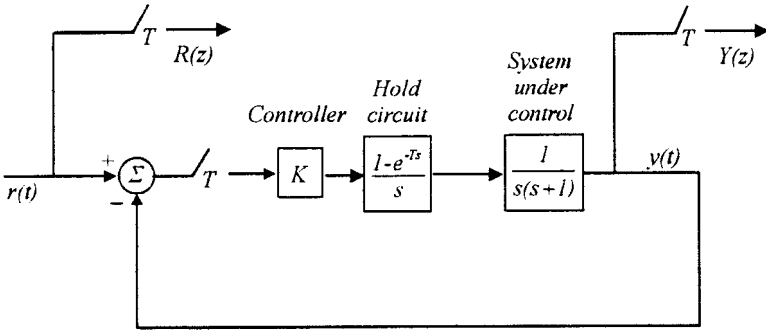 T
R(z)
T
Y(z)
System
under
control
Hold
circuit
Controller
+
Σ
−
T
K
1-e^{-Ts}
s
1
s(s+1)
r(t)
y(t)